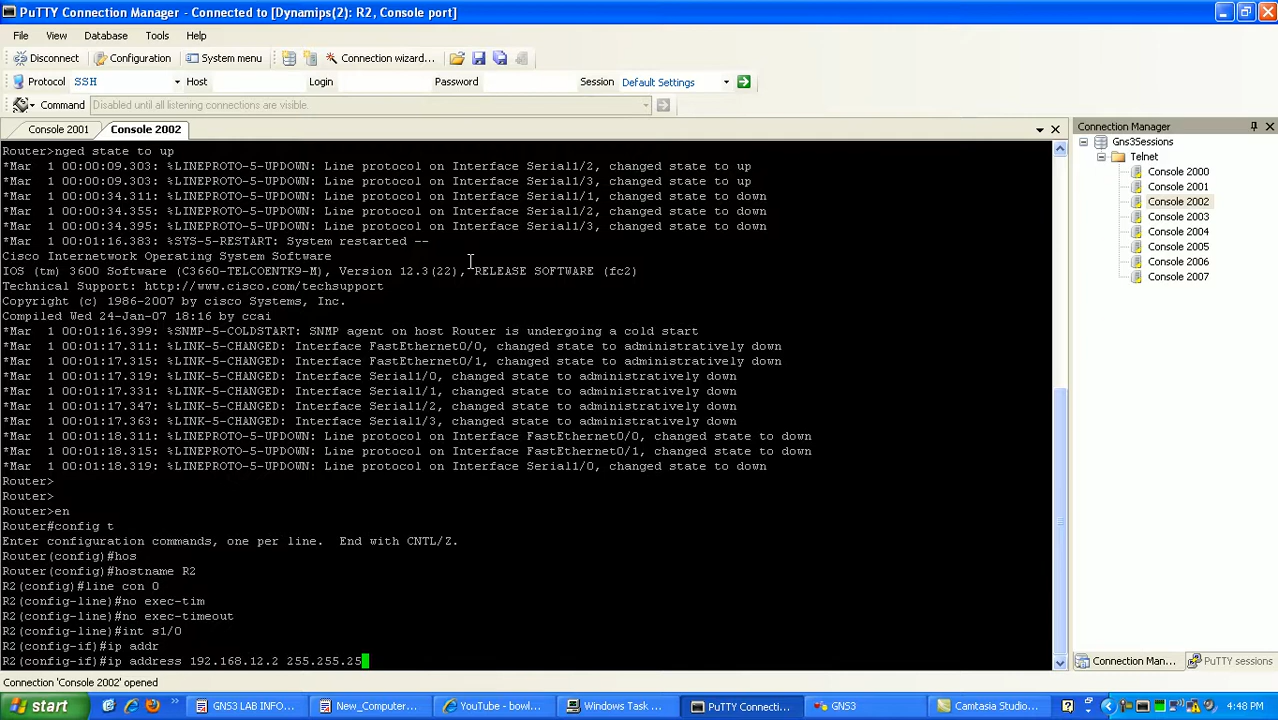 PuTTY Connection Manager - Connected to [Dynamips(2): R2, Console port]
File View Database Tools Help
Disconnect Configuration System menu Connection wizard...
Protocol SSH Host Login Password Session Default Settings
Command Disabled until all listening connections are visible.
Console 2001 Console 2002
Router>nged state to up
*Mar  1 00:00:09.303: %LINEPROTO-5-UPDOWN: Line protocol on Interface Serial1/2, changed state to up
*Mar  1 00:00:09.303: %LINEPROTO-5-UPDOWN: Line protocol on Interface Serial1/3, changed state to up
*Mar  1 00:00:34.311: %LINEPROTO-5-UPDOWN: Line protocol on Interface Serial1/1, changed state to down
*Mar  1 00:00:34.355: %LINEPROTO-5-UPDOWN: Line protocol on Interface Serial1/2, changed state to down
*Mar  1 00:00:34.395: %LINEPROTO-5-UPDOWN: Line protocol on Interface Serial1/3, changed state to down
*Mar  1 00:01:16.383: %SYS-5-RESTART: System restarted --
Cisco Internetwork Operating System Software
IOS (tm) 3600 Software (C3660-TELCOENTK9-M), Version 12.3(22), RELEASE SOFTWARE (fc2)
Technical Support: http://www.cisco.com/techsupport
Copyright (c) 1986-2007 by cisco Systems, Inc.
Compiled Wed 24-Jan-07 18:16 by ccai
*Mar  1 00:01:16.399: %SNMP-5-COLDSTART: SNMP agent on host Router is undergoing a cold start
*Mar  1 00:01:17.311: %LINK-5-CHANGED: Interface FastEthernet0/0, changed state to administratively down
*Mar  1 00:01:17.315: %LINK-5-CHANGED: Interface FastEthernet0/1, changed state to administratively down
*Mar  1 00:01:17.319: %LINK-5-CHANGED: Interface Serial1/0, changed state to administratively down
*Mar  1 00:01:17.331: %LINK-5-CHANGED: Interface Serial1/1, changed state to administratively down
*Mar  1 00:01:17.347: %LINK-5-CHANGED: Interface Serial1/2, changed state to administratively down
*Mar  1 00:01:17.363: %LINK-5-CHANGED: Interface Serial1/3, changed state to administratively down
*Mar  1 00:01:18.311: %LINEPROTO-5-UPDOWN: Line protocol on Interface FastEthernet0/0, changed state to down
*Mar  1 00:01:18.315: %LINEPROTO-5-UPDOWN: Line protocol on Interface FastEthernet0/1, changed state to down
*Mar  1 00:01:18.319: %LINEPROTO-5-UPDOWN: Line protocol on Interface Serial1/0, changed state to down
Router>
Router>
Router>en
Router#config t
Enter configuration commands, one per line.  End with CNTL/Z.
Router(config)#hos
Router(config)#hostname R2
R2(config)#line con 0
R2(config-line)#no exec-tim
R2(config-line)#no exec-timeout
R2(config-line)#int s1/0
R2(config-if)#ip addr
R2(config-if)#ip address 192.168.12.2 255.255.25
Connection Manager
Gns3Sessions
Telnet
Console 2000
Console 2001
Console 2002
Console 2003
Console 2004
Console 2005
Console 2006
Console 2007
Connection Man... PuTTY sessions
Console 'Console 2002' opened
start GNS3 LAB INFO... New_Computer... YouTube - bowl... Windows Task ... PuTTY Connecti... GNS3 Camtasia Studio... 4:48 PM